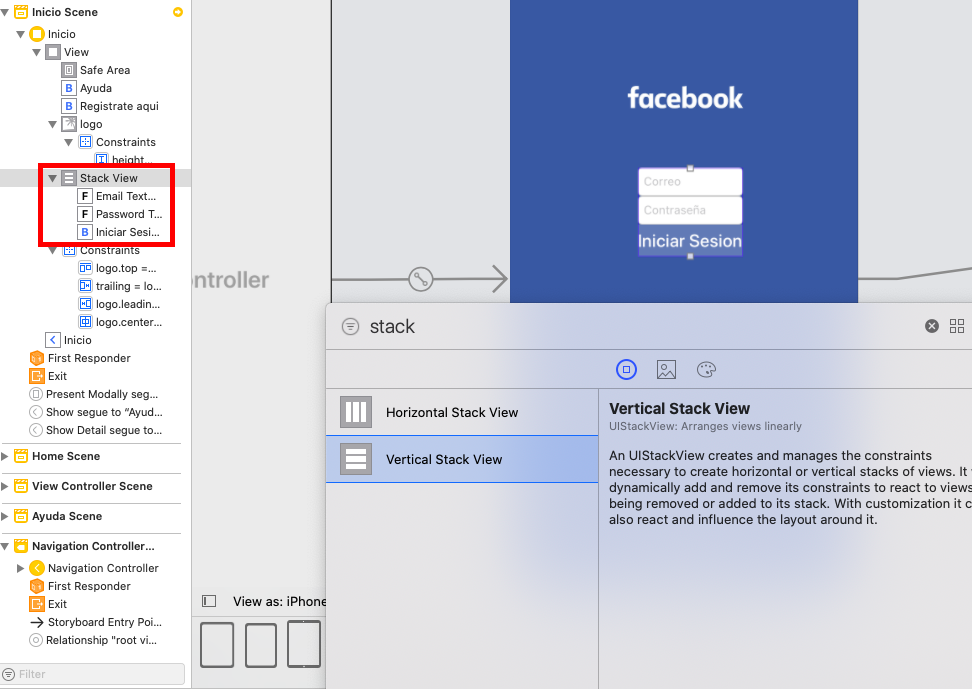 Inicio Scene
Inicio
View
Safe Area
B Ayuda
B Registrate aqui
logo
Constraints
height...
Stack View
F Email Text...
F Password T...
B Iniciar Sesi...
Constraints
logo.top =...
trailing = lo...
logo.leadin...
logo.center...
Inicio
First Responder
Exit
Present Modally seg...
Show segue to “Ayud...
Show Detail segue to...
Home Scene
View Controller Scene
Ayuda Scene
Navigation Controller...
Navigation Controller
First Responder
Exit
Storyboard Entry Poi...
Relationship "root vi...
Filter
ntroller
View as: iPhone
facebook
Correo
Contraseña
Iniciar Sesion
stack
Horizontal Stack View
Vertical Stack View
Vertical Stack View
UIStackView: Arranges views linearly
An UIStackView creates and manages the constraints
necessary to create horizontal or vertical stacks of views. It
dynamically add and remove its constraints to react to views
being removed or added to its stack. With customization it c
also react and influence the layout around it.